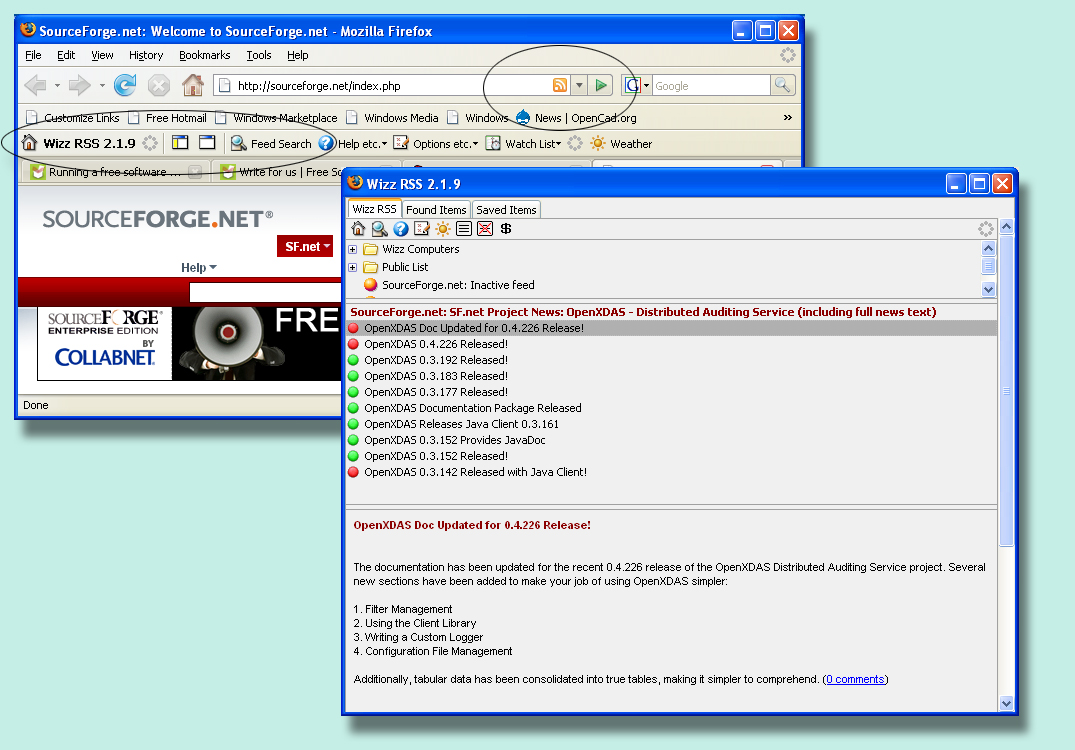 SourceForge.net: Welcome to SourceForge.net - Mozilla Firefox
File Edit View History Bookmarks Tools Help
http://sourceforge.net/index.php G Google
Customize Links Free Hotmail Windows Marketplace Windows Media Windows News | OpenCad.org »
Wizz RSS 2.1.9 Feed Search Help etc. Options etc. Watch List Weather
Running a free software ... Write for us | Free
SOURCEFORGE.NET®
SF.net
Help
SOURCEFORGE
ENTERPRISE EDITION
BY
COLLABNET
FREE
Done
Wizz RSS 2.1.9
Wizz RSS Found Items Saved Items
$
Wizz Computers
Public List
SourceForge.net: Inactive feed
SourceForge.net: SF.net Project News: OpenXDAS - Distributed Auditing Service (including full news text)
OpenXDAS Doc Updated for 0.4.226 Release!
OpenXDAS 0.4.226 Released!
OpenXDAS 0.3.192 Released!
OpenXDAS 0.3.183 Released!
OpenXDAS 0.3.177 Released!
OpenXDAS Documentation Package Released
OpenXDAS Releases Java Client 0.3.161
OpenXDAS 0.3.152 Provides JavaDoc
OpenXDAS 0.3.152 Released!
OpenXDAS 0.3.142 Released with Java Client!
OpenXDAS Doc Updated for 0.4.226 Release!
The documentation has been updated for the recent 0.4.226 release of the OpenXDAS Distributed Auditing Service project. Several
new sections have been added to make your job of using OpenXDAS simpler:
1. Filter Management
2. Using the Client Library
3. Writing a Custom Logger
4. Configuration File Management
Additionally, tabular data has been consolidated into true tables, making it simpler to comprehend. (0 comments)